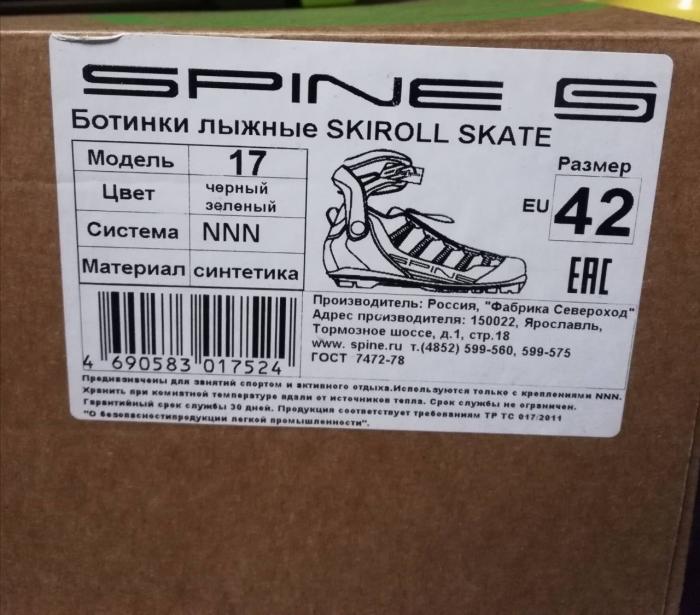 SPINE S
Ботинки лыжные SKIROLL SKATE
Модель 17
Цвет черный зеленый
Система NNN
Материал синтетика
Размер
EU 42
SPINE
EAC
4 690583 017524
Производитель: Россия, "Фабрика Североход"
Адрес производителя: 150022, Ярославль,
Тормозное шоссе, д.1, стр.18
www. spine.ru т.(4852) 599-560, 599-575
ГОСТ 7472-78
Предназначены для занятий спортом и активного отдыха.Используются только с креплениями NNN.
Хранить при комнатной температуре вдали от источников тепла. Срок службы не ограничен.
Гарантийный срок службы 30 дней. Продукция соответствует требованиям ТР ТС 017/2011
"О безопасностипродукции легкой промышленности".